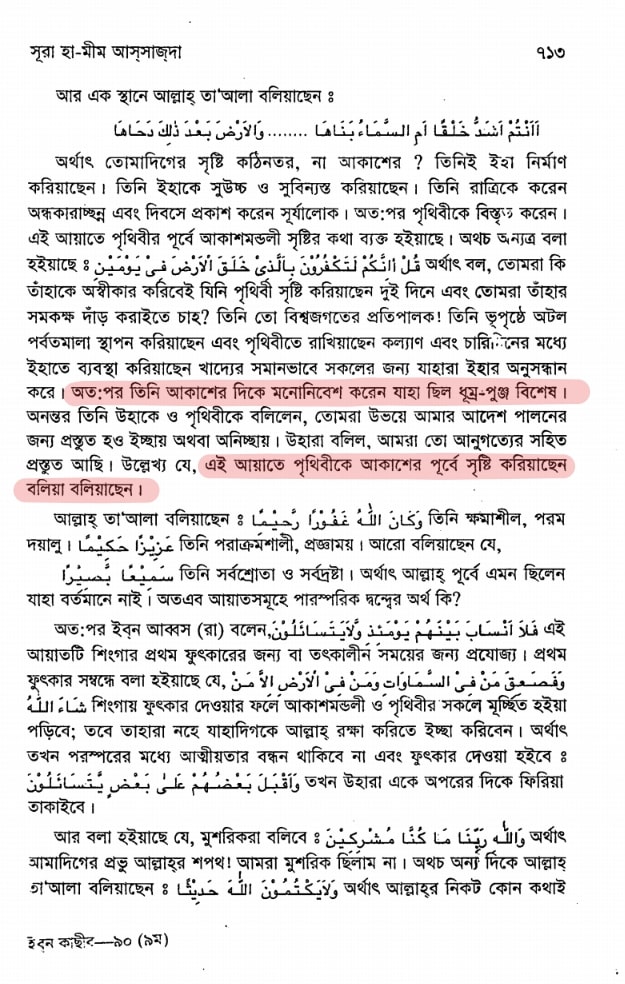 সূরা হা-মীম আস্‌সাজ্‌দা ৭১৩
আর এক স্থানে আল্লাহ্ তা'আলা বলিয়াছেন ঃ
أَأَنْتُمْ أَشَدُّ خَلْقًا أَمِ السَّمَاءُ بَنَاهَا ........ وَالْاَرْضَ بَعْدَ ذٰلِكَ دَحَاهَا
অর্থাৎ তোমাদিগের সৃষ্টি কঠিনতর, না আকাশের ? তিনিই ইহা নির্মাণ
করিয়াছেন। তিনি ইহাকে সুউচ্চ ও সুবিন্যস্ত করিয়াছেন। তিনি রাত্রিকে করেন
অন্ধকারাচ্ছন্ন এবং দিবসে প্রকাশ করেন সূর্যালোক। অতঃপর পৃথিবীকে বিস্তৃত করেন।
এই আয়াতে পৃথিবীর পূর্বে আকাশমন্ডলী সৃষ্টির কথা ব্যক্ত হইয়াছে। অথচ অন্যত্র বলা
হইয়াছে ঃ قُلْ اَئِنَّكُمْ لَتَكْفُرُوْنَ بِالَّذِىْ خَلَقَ الْاَرْضَ فِىْ يَوْمَيْنِ অর্থাৎ বল, তোমরা কি
তাঁহাকে অস্বীকার করিবেই যিনি পৃথিবী সৃষ্টি করিয়াছেন দুই দিনে এবং তোমরা তাঁহার
সমকক্ষ দাঁড় করাইতে চাহ? তিনি তো বিশ্বজগতের প্রতিপালক! তিনি ভূপৃষ্ঠে অটল
পর্বতমালা স্থাপন করিয়াছেন এবং পৃথিবীতে রাখিয়াছেন কল্যাণ এবং চারিদিনের মধ্যে
ইহাতে ব্যবস্থা করিয়াছেন খাদ্যের সমানভাবে সকলের জন্য যাহারা ইহার অনুসন্ধান
করে। অতঃপর তিনি আকাশের দিকে মনোনিবেশ করেন যাহা ছিল ধূম্র-পুঞ্জ বিশেষ।
অনন্তর তিনি উহাকে ও পৃথিবীকে বলিলেন, তোমরা উভয়ে আমার আদেশ পালনের
জন্য প্রস্তুত হও ইচ্ছায় অথবা অনিচ্ছায়। উহারা বলিল, আমরা তো আনুগত্যের সহিত
প্রস্তুত আছি। উল্লেখ্য যে, এই আয়াতে পৃথিবীকে আকাশের পূর্বে সৃষ্টি করিয়াছেন
বলিয়া বলিয়াছেন।
আল্লাহ্ তা'আলা বলিয়াছেন ঃ وَكَانَ اللّٰهُ غَفُوْرًا رَّحِيْمًا তিনি ক্ষমাশীল, পরম
দয়ালু। عَزِيْزًا حَكِيْمًا তিনি পরাক্রমশালী, প্রজ্ঞাময়। আরো বলিয়াছেন যে,
سَمِيْعًا بَّصِيْرًا তিনি সর্বশ্রোতা ও সর্বদ্রষ্টা। অর্থাৎ আল্লাহ্ পূর্বে এমন ছিলেন
যাহা বর্তমানে নাই। অতএব আয়াতসমূহে পারস্পরিক দ্বন্দ্বের অর্থ কি?
অতঃপর ইব্‌ন আব্বাস (রা) বলেন, فَلَا اَنْسَابَ بَيْنَهُمْ يَوْمَئِذٍ وَّلَايَتَسَائَلُوْنَ এই
আয়াতটি শিংগার প্রথম ফুৎকারের জন্য বা তৎকালীন সময়ের জন্য প্রযোজ্য। প্রথম
ফুৎকার সম্বন্ধে বলা হইয়াছে যে, وَفَصَعِقَ مَنْ فِى السَّمَاوَاتِ وَمَنْ فِى الْاَرْضِ اِلاَّ مَنْ
شَاءَ اللّٰهُ শিংগায় ফুৎকার দেওয়ার ফলে আকাশমন্ডলী ও পৃথিবীর সকলে মূর্চ্ছিত হইয়া
পড়িবে; তবে তাহারা নহে যাহাদিগকে আল্লাহ্ রক্ষা করিতে ইচ্ছা করিবেন। অর্থাৎ
তখন পরস্পরের মধ্যে আত্মীয়তার বন্ধন থাকিবে না এবং ফুৎকার দেওয়া হইবে ঃ
وَاَقْبَلَ بَعْضُهُمْ عَلٰى بَعْضٍ يَّتَسَائَلُوْنَ তখন উহারা একে অপরের দিকে ফিরিয়া
তাকাইবে।
আর বলা হইয়াছে যে, মুশরিকরা বলিবে ঃ وَاللّٰهِ رَبِّنَا مَا كُنَّا مُشْرِكِيْنَ অর্থাৎ
আমাদিগের প্রভু আল্লাহ্‌র শপথ! আমরা মুশরিক ছিলাম না। অথচ অন্য দিকে আল্লাহ্
তা'আলা বলিয়াছেন ঃ وَلَايَكْتُمُوْنَ اللّٰهَ حَدِيْثًا অর্থাৎ আল্লাহ্‌র নিকট কোন কথাই
ইব্‌ন কাছীর—৯০ (৯ম)